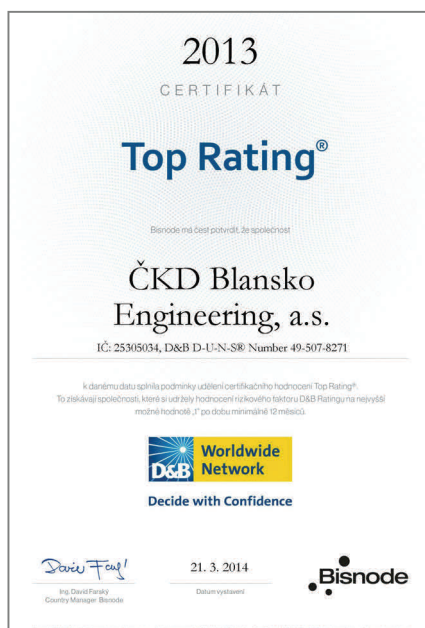 2013
CERTIFIKÁT
Top Rating®
Bisnode má čest potvrdit, že společnost
ČKD Blansko
Engineering, a.s.
IČ: 25305034, D&B D-U-N-S® Number 49-507-8271
k danému datu splnila podmínky udělení certifikačního hodnocení Top Rating®.
To získávají společnosti, které si udržely hodnocení rizikového faktoru D&B Ratingu na nejvyšší
možné hodnotě „1“ po dobu minimálně 12 měsíců.
D&B Worldwide
Network
Decide with Confidence
21. 3. 2014
Ing. David Farský
Country Manager Bisnode
Datum vystavení
Bisnode